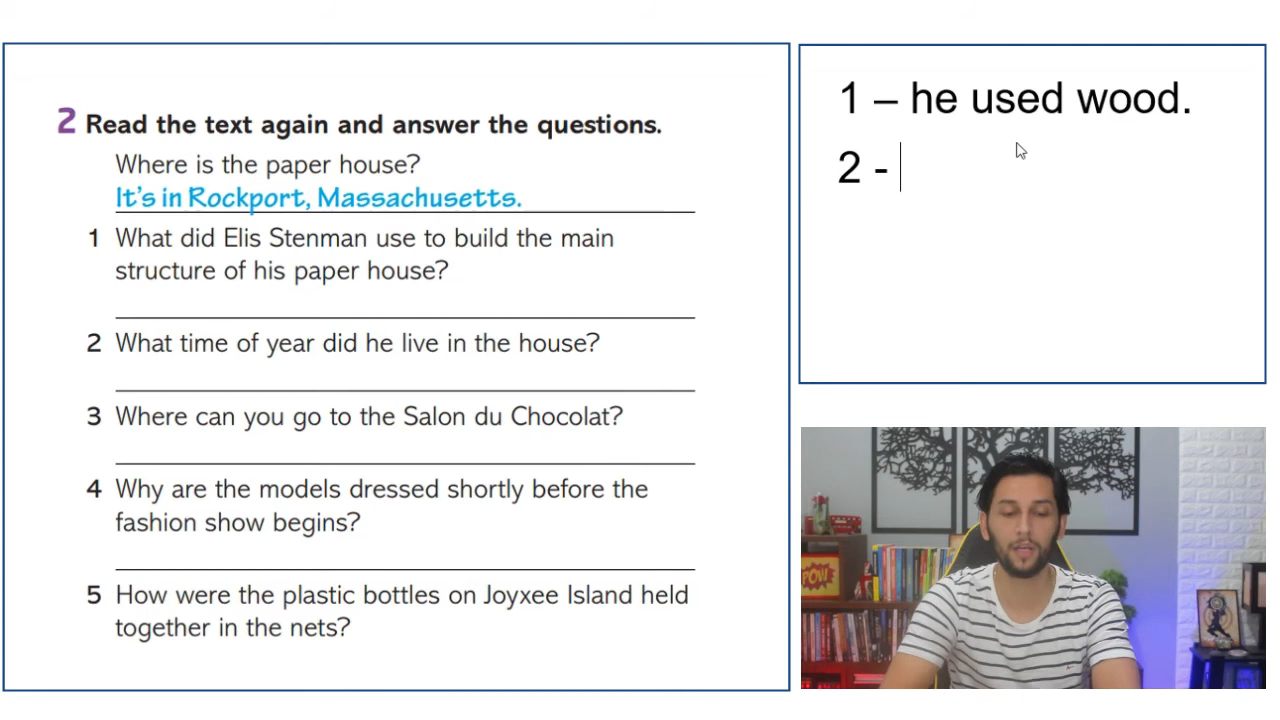 2 Read the text again and answer the questions.
Where is the paper house?
It's in Rockport, Massachusetts.
1 What did Elis Stenman use to build the main
structure of his paper house?
2 What time of year did he live in the house?
3 Where can you go to the Salon du Chocolat?
4 Why are the models dressed shortly before the
fashion show begins?
5 How were the plastic bottles on Joyxee Island held
together in the nets?
1 – he used wood.
2 -
POW